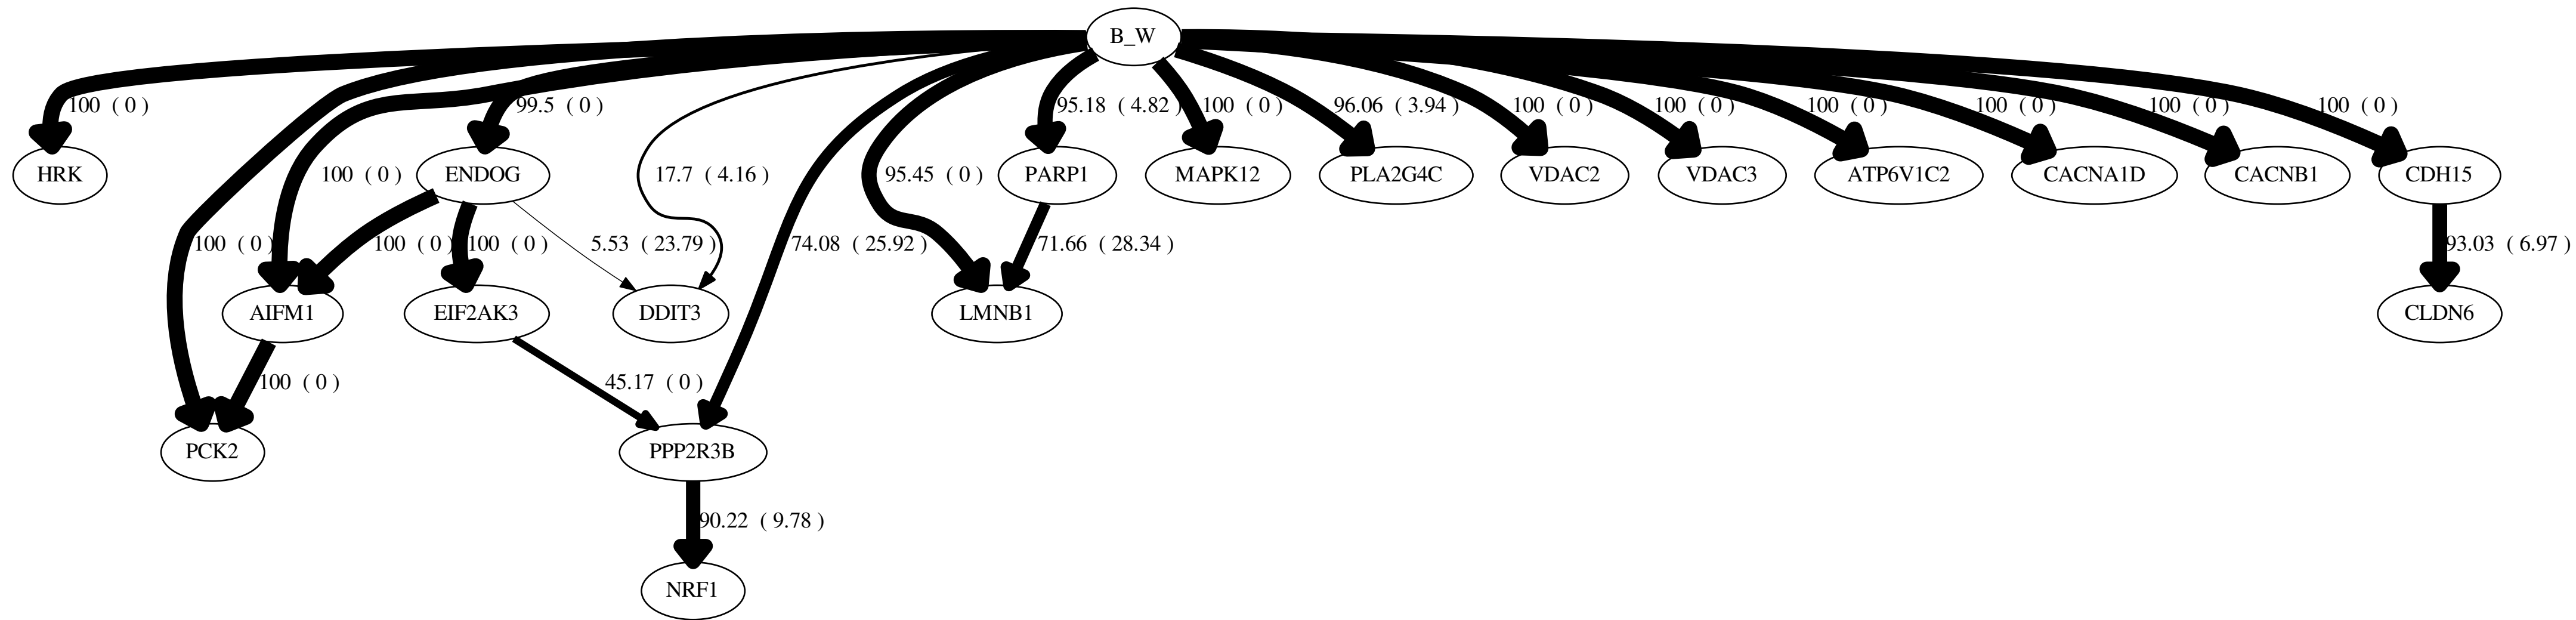 B_W
100 ( 0 )
99.5 ( 0 )
95.18 ( 4.82 )
100 ( 0 )
96.06 ( 3.94 )
100 ( 0 )
100 ( 0 )
100 ( 0 )
100 ( 0 )
100 ( 0 )
100 ( 0 )
HRK
100 ( 0 )
ENDOG
17.7 ( 4.16 )
95.45 ( 0 )
PARP1
MAPK12
PLA2G4C
VDAC2
VDAC3
ATP6V1C2
CACNA1D
CACNB1
CDH15
100 ( 0 )
100 ( 0 )
100 ( 0 )
5.53 ( 23.79 )
74.08 ( 25.92 )
71.66 ( 28.34 )
93.03 ( 6.97 )
AIFM1
EIF2AK3
DDIT3
LMNB1
CLDN6
100 ( 0 )
45.17 ( 0 )
PCK2
PPP2R3B
90.22 ( 9.78 )
NRF1